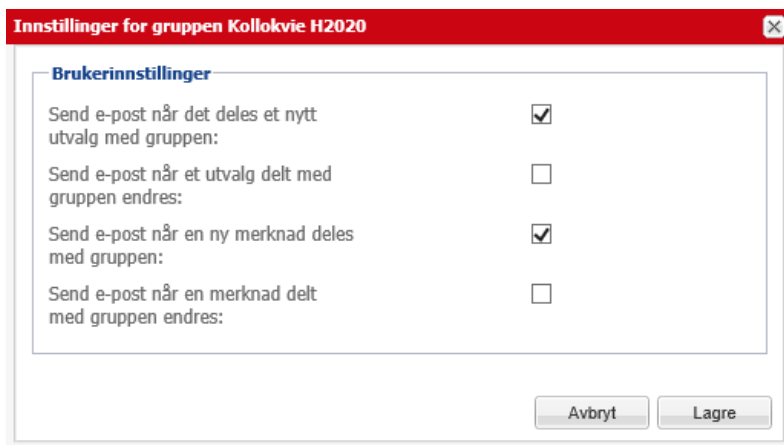 Innstillinger for gruppen Kollokvie H2020
Brukerinnstillinger
Send e-post når det deles et nytt
utvalg med gruppen:
Send e-post når et utvalg delt med
gruppen endres:
Send e-post når en ny merknad deles
med gruppen:
Send e-post når en merknad delt
med gruppen endres:
Avbryt
Lagre